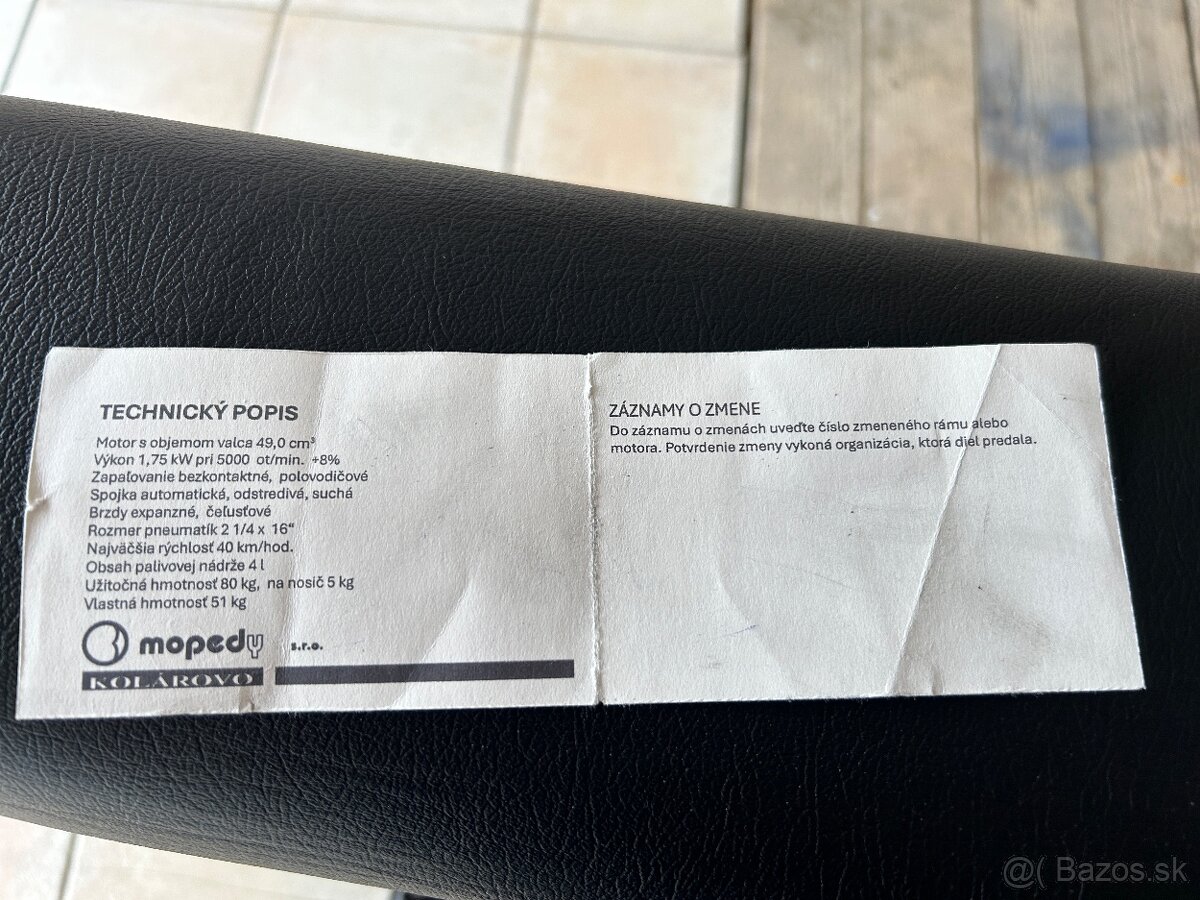 TECHNICKÝ POPIS
Motor s objemom valca 49,0 cm³
Výkon 1,75 kW pri 5000 ot/min. +8%
Zapaľovanie bezkontaktné, polovodičové
Spojka automatická, odstredivá, suchá
Brzdy expanzné, čeľusťové
Rozmer pneumatík 2 1/4 x 16“
Najväčšia rýchlosť 40 km/hod.
Obsah palivovej nádrže 4 l
Užitočná hmotnosť 80 kg, na nosič 5 kg
Vlastná hmotnosť 51 kg
mopedy s.r.o.
KOLÁROVO
ZÁZNAMY O ZMENE
Do záznamu o zmenách uveďte číslo zmeneného rámu alebo
motora. Potvrdenie zmeny vykoná organizácia, ktorá diel predala.
@( Bazos.sk